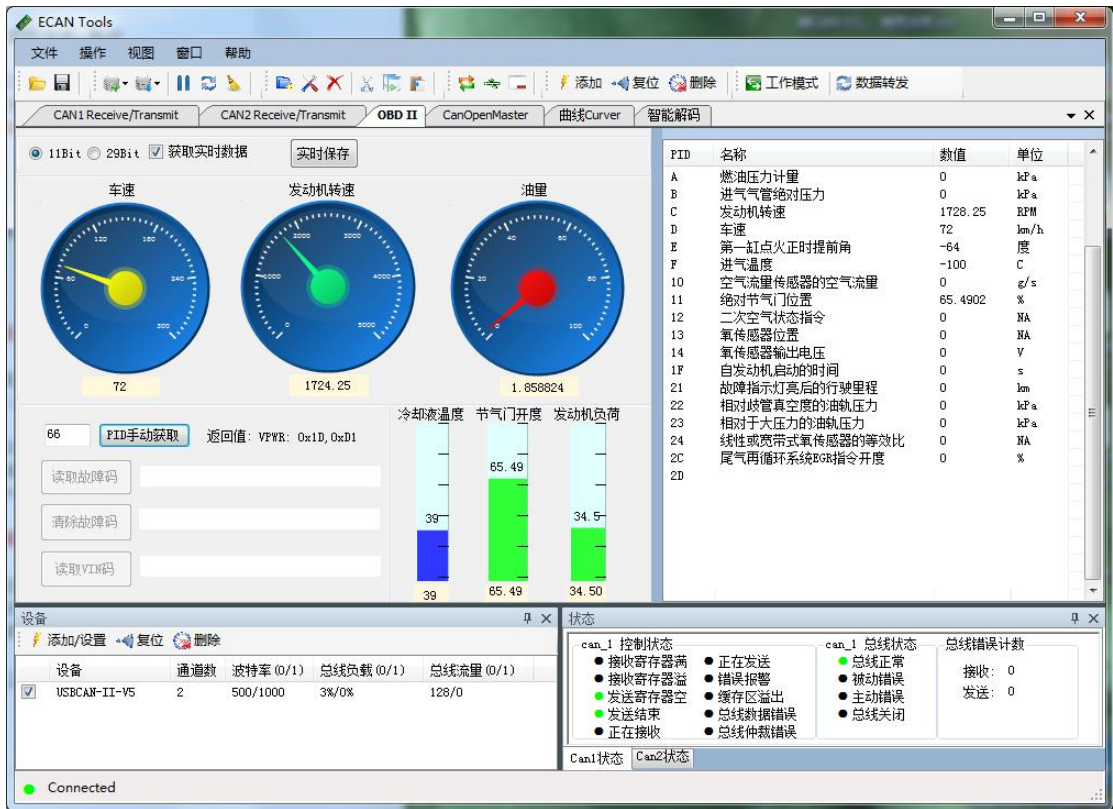 ECAN Tools
文件 操作 视图 窗口 帮助
添加 复位 删除 工作模式 数据转发
CAN1 Receive/Transmit CAN2 Receive/Transmit OBD II CanOpenMaster 曲线Curver 智能解码
11Bit 29Bit 获取实时数据 实时保存
车速 发动机转速 油量
0 60 120 180 240 300
0 1000 2000 3000 4000 5000
0 20 40 60 80 100
72 1724.25 1.858824
66 PID手动获取 返回值: VPWR: 0x1D,0xD1
读取故障码
清除故障码
读取VIN码
冷却液温度 节气门开度 发动机负荷
39 65.49 34.5
39 65.49 34.50
PID 名称 数值 单位
A 燃油压力计量 0 kPa
B 进气气管绝对压力 0 kPa
C 发动机转速 1728.25 RPM
D 车速 72 km/h
E 第一缸点火正时提前角 -64 度
F 进气温度 -100 C
10 空气流量传感器的空气流量 0 g/s
11 绝对节气门位置 65.4902 %
12 二次空气状态指令 0 NA
13 氧传感器位置 0 NA
14 氧传感器输出电压 0 V
1F 自发动机启动的时间 0 s
21 故障指示灯亮后的行驶里程 0 km
22 相对歧管真空度的油轨压力 0 kPa
23 相对于大压力的油轨压力 0 kPa
24 线性或宽带式氧传感器的等效比 0 NA
2C 尾气再循环系统EGR指令开度 0 %
2D
设备
添加/设置 复位 删除
设备 通道数 波特率(0/1) 总线负载(0/1) 总线流量(0/1)
USBCAN-II-V5 2 500/1000 3%/0% 128/0
状态
can_1 控制状态 can_1 总线状态 总线错误计数
接收寄存器满 正在发送 总线正常 接收: 0
接收寄存器溢 错误报警 被动错误 发送: 0
发送寄存器空 缓存区溢出 主动错误
发送结束 总线数据错误 总线关闭
正在接收 总线仲裁错误
Can1状态 Can2状态
Connected